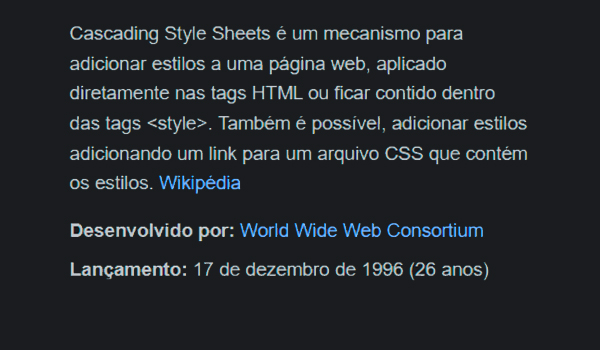 Cascading Style Sheets é um mecanismo para
adicionar estilos a uma página web, aplicado
diretamente nas tags HTML ou ficar contido dentro
das tags <style>. Também é possível, adicionar estilos
adicionando um link para um arquivo CSS que contém
os estilos. Wikipédia
Desenvolvido por: World Wide Web Consortium
Lançamento: 17 de dezembro de 1996 (26 anos)